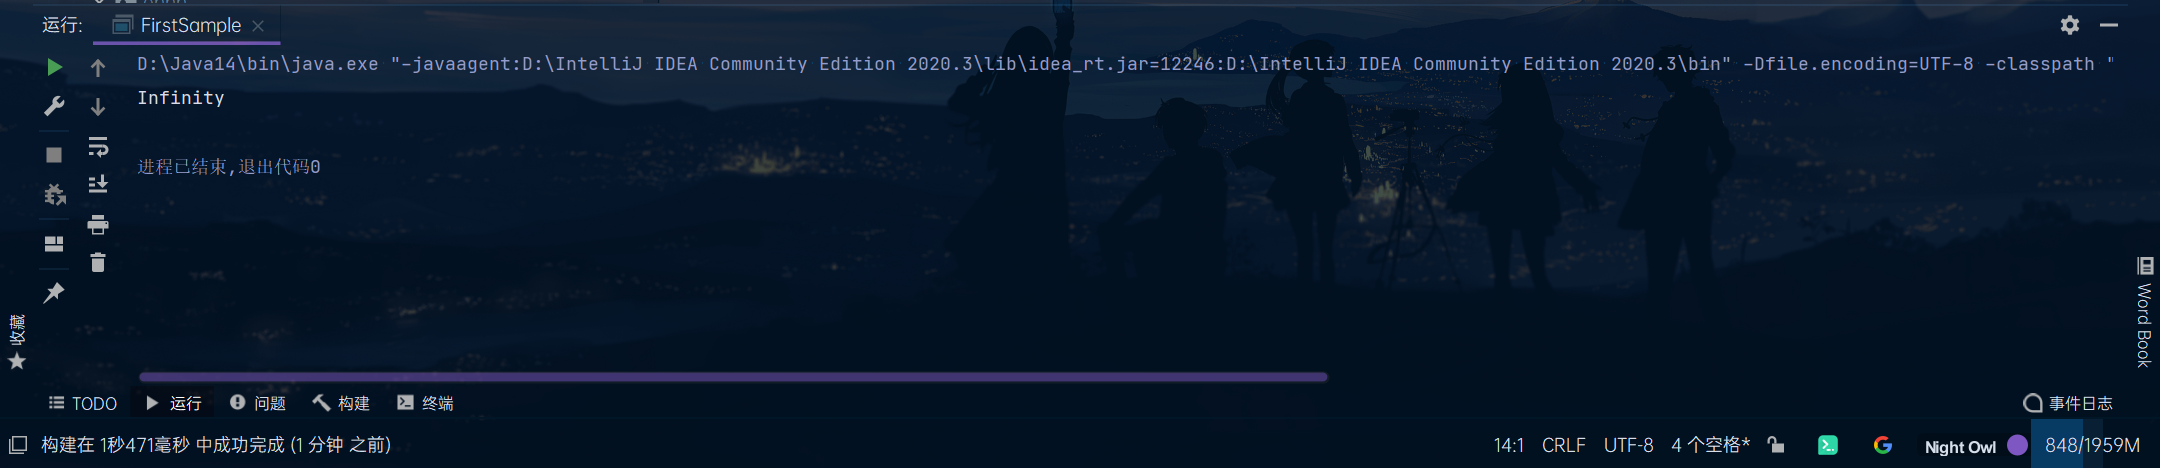 运行: FirstSample
D:\Java14\bin\java.exe "-javaagent:D:\IntelliJ IDEA Community Edition 2020.3\lib\idea_rt.jar=12246:D:\IntelliJ IDEA Community Edition 2020.3\bin" -Dfile.encoding=UTF-8 -classpath "
Infinity
进程已结束,退出代码0
收藏
Word Book
TODO 运行 问题 构建 终端 事件日志
构建在 1秒471毫秒 中成功完成 (1 分钟 之前) 14:1 CRLF UTF-8 4 个空格* Night Owl 848/1959M